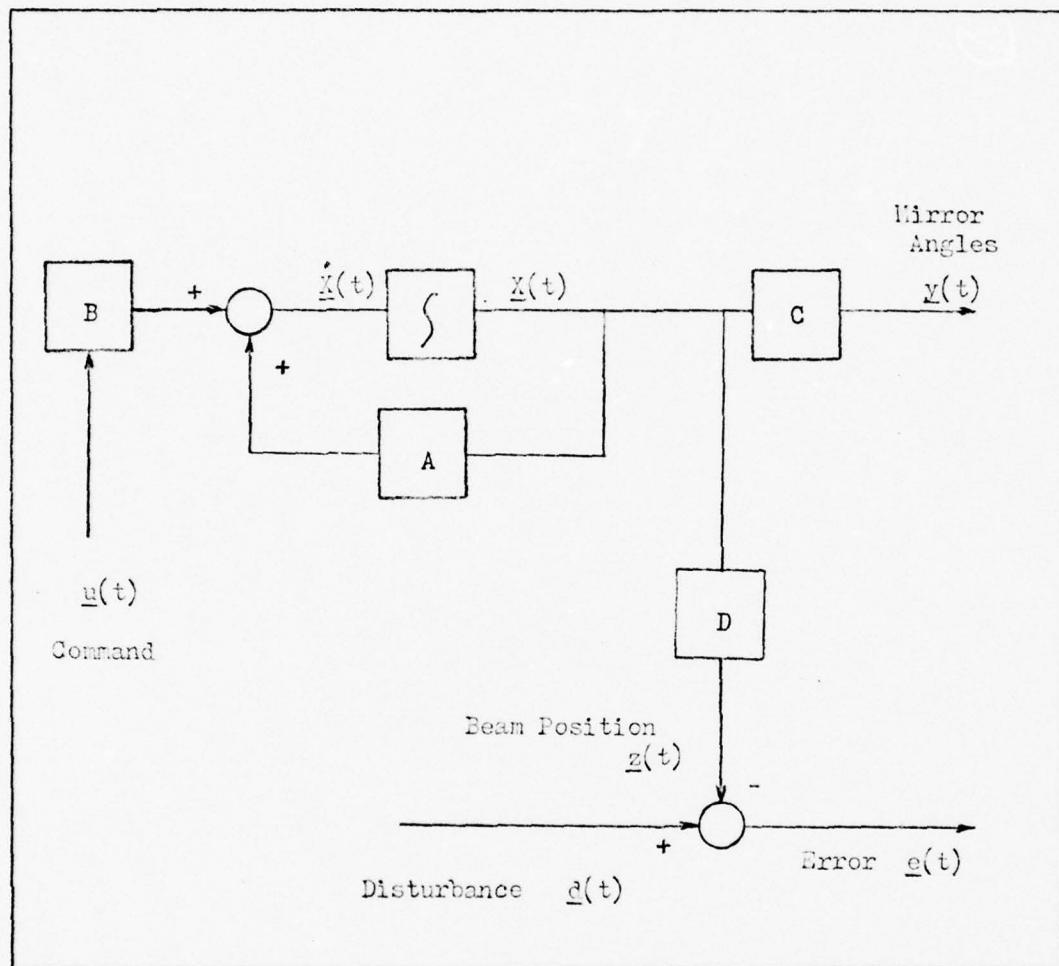 Mirror
Angles
y(t)
B
+
Ẋ(t)
∫
X(t)
C
+
A
u(t)
Command
D
Beam Position
z(t)
-
+
Error e(t)
Disturbance d(t)